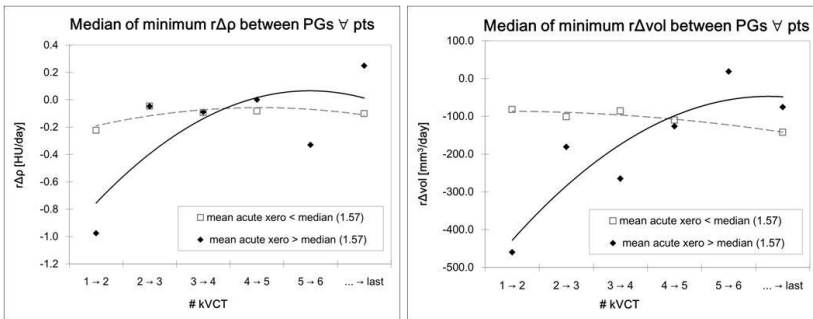 Median of minimum rΔρ between PGs ∀ pts
rΔρ [HU/day]
0.4
0.2
0.0
-0.2
-0.4
-0.6
-0.8
-1.0
-1.2
mean acute xero < median (1.57)
mean acute xero > median (1.57)
1 → 2 2 → 3 3 → 4 4 → 5 5 → 6 ... → last
# kVCT
Median of minimum rΔvol between PGs ∀ pts
rΔvol [mm³/day]
100.0
0.0
-100.0
-200.0
-300.0
-400.0
-500.0
mean acute xero < median (1.57)
mean acute xero > median (1.57)
1 → 2 2 → 3 3 → 4 4 → 5 5 → 6 ... → last
# kVCT